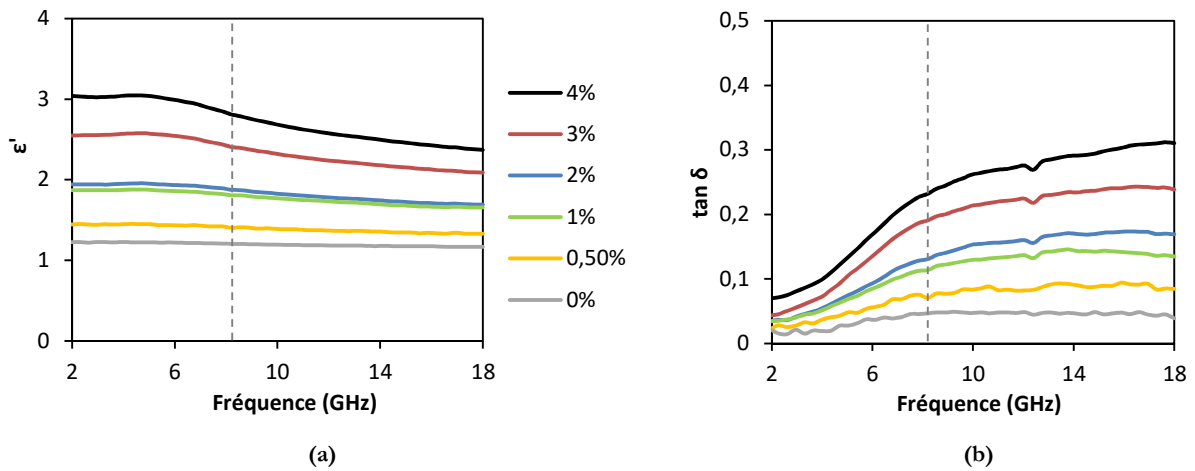 4
3
2
1
0
ε'
2 6 10 14 18
Fréquence (GHz)
(a)
4%
3%
2%
1%
0,50%
0%
0,5
0,4
0,3
0,2
0,1
0
tan δ
2 6 10 14 18
Fréquence (GHz)
(b)